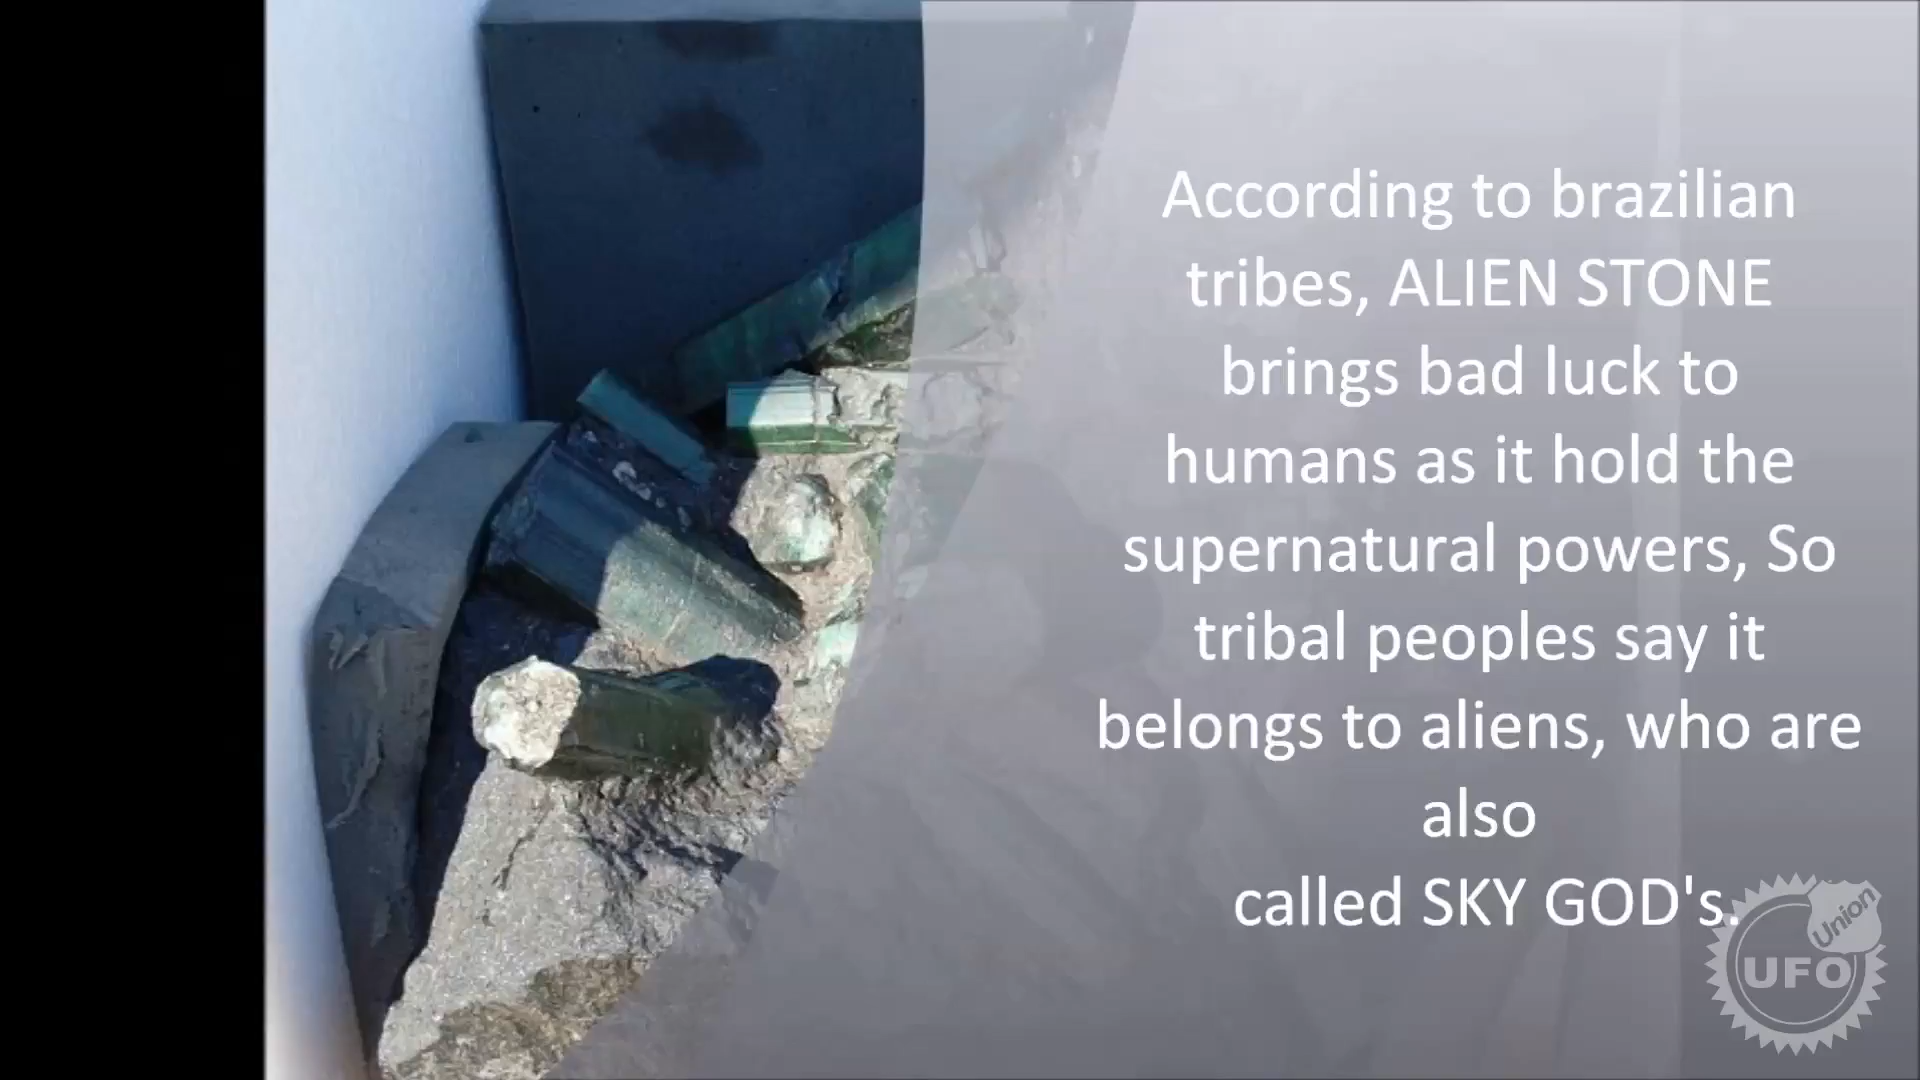 According to brazilian
tribes, ALIEN STONE
brings bad luck to
humans as it hold the
supernatural powers, So
tribal peoples say it
belongs to aliens, who are
also
called SKY GOD's.
Union
UFO